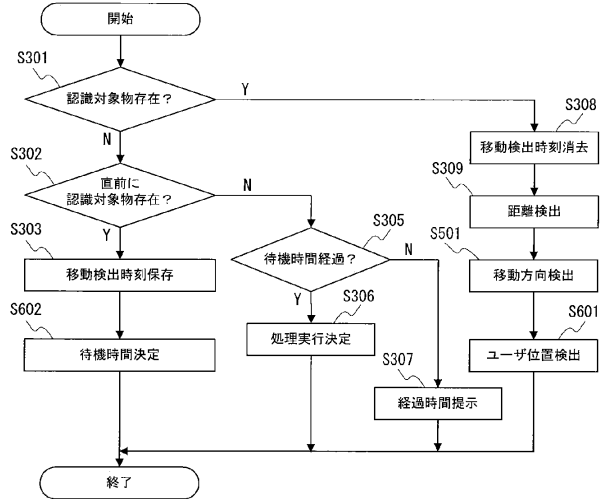 開始
S301
認識対象物存在？
Y
N
S308
移動検出時刻消去
S302
直前に
認識対象物存在？
N
Y
S309
距離検出
S303
移動検出時刻保存
S305
待機時間経過？
N
Y
S501
移動方向検出
S602
待機時間決定
S306
処理実行決定
S601
ユーザ位置検出
S307
経過時間提示
終了